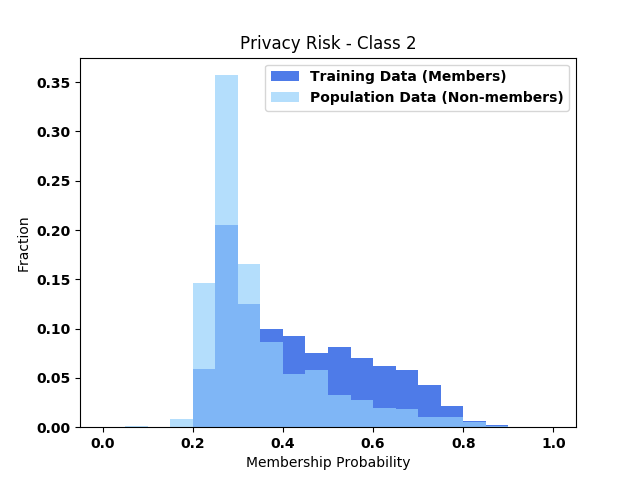 Privacy Risk - Class 2
Training Data (Members)
Population Data (Non-members)
Fraction
0.35
0.30
0.25
0.20
0.15
0.10
0.05
0.00
0.0 0.2 0.4 0.6 0.8 1.0
Membership Probability